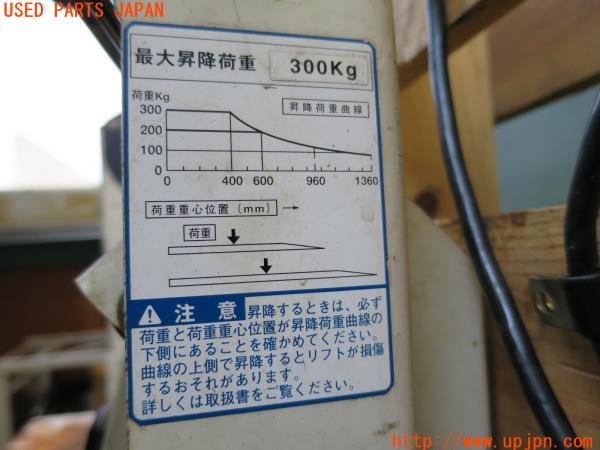 USED PARTS JAPAN
最大昇降荷重 300Kg
荷重Kg
昇降荷重曲線
300
200
100
0
0 400 600 960 1360
荷重重心位置(mm) →
荷重
注意 昇降するときは、必ず
荷重と荷重重心位置が昇降荷重曲線の
下側にあることを確かめてください。
曲線の上側で昇降するとリフトが損傷
するおそれがあります。
詳しくは取扱書をご覧ください。
http://www.upjpn.com/